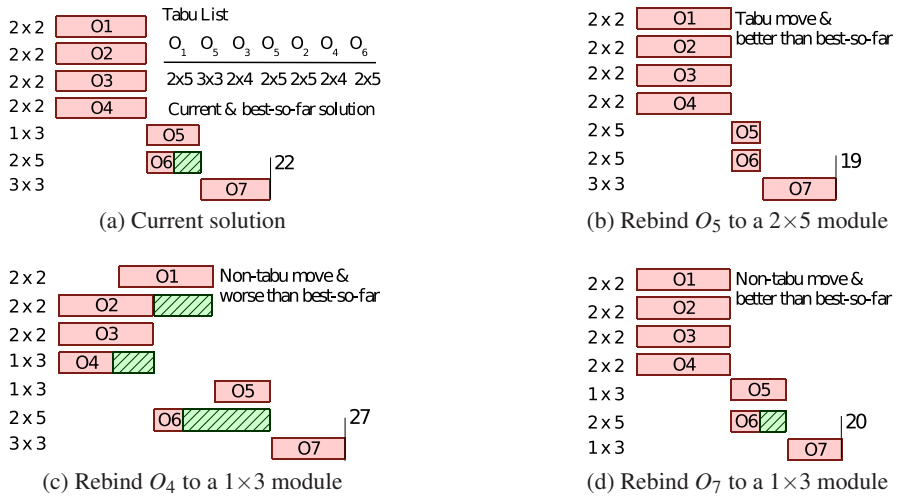 Tabu List
2 x 2 O1
O1 O5 O3 O5 O2 O4 O6
2 x 2 O2
2x5 3x3 2x4 2x5 2x5 2x4 2x5
2 x 2 O3
2 x 2 O4
Current & best-so-far solution
1 x 3 O5
2 x 5 O6 22
3 x 3 O7
(a) Current solution
2 x 2 O1
Tabu move &
better than best-so-far
2 x 2 O2
2 x 2 O3
2 x 2 O4
2 x 5 O5
2 x 5 O6 19
3 x 3 O7
(b) Rebind O5 to a 2×5 module
2 x 2 O1
Non-tabu move &
worse than best-so-far
2 x 2 O2
2 x 2 O3
1 x 3 O4
1 x 3 O5
2 x 5 O6 27
3 x 3 O7
(c) Rebind O4 to a 1×3 module
2 x 2 O1
Non-tabu move &
better than best-so-far
2 x 2 O2
2 x 2 O3
2 x 2 O4
1 x 3 O5
2 x 5 O6 20
1 x 3 O7
(d) Rebind O7 to a 1×3 module